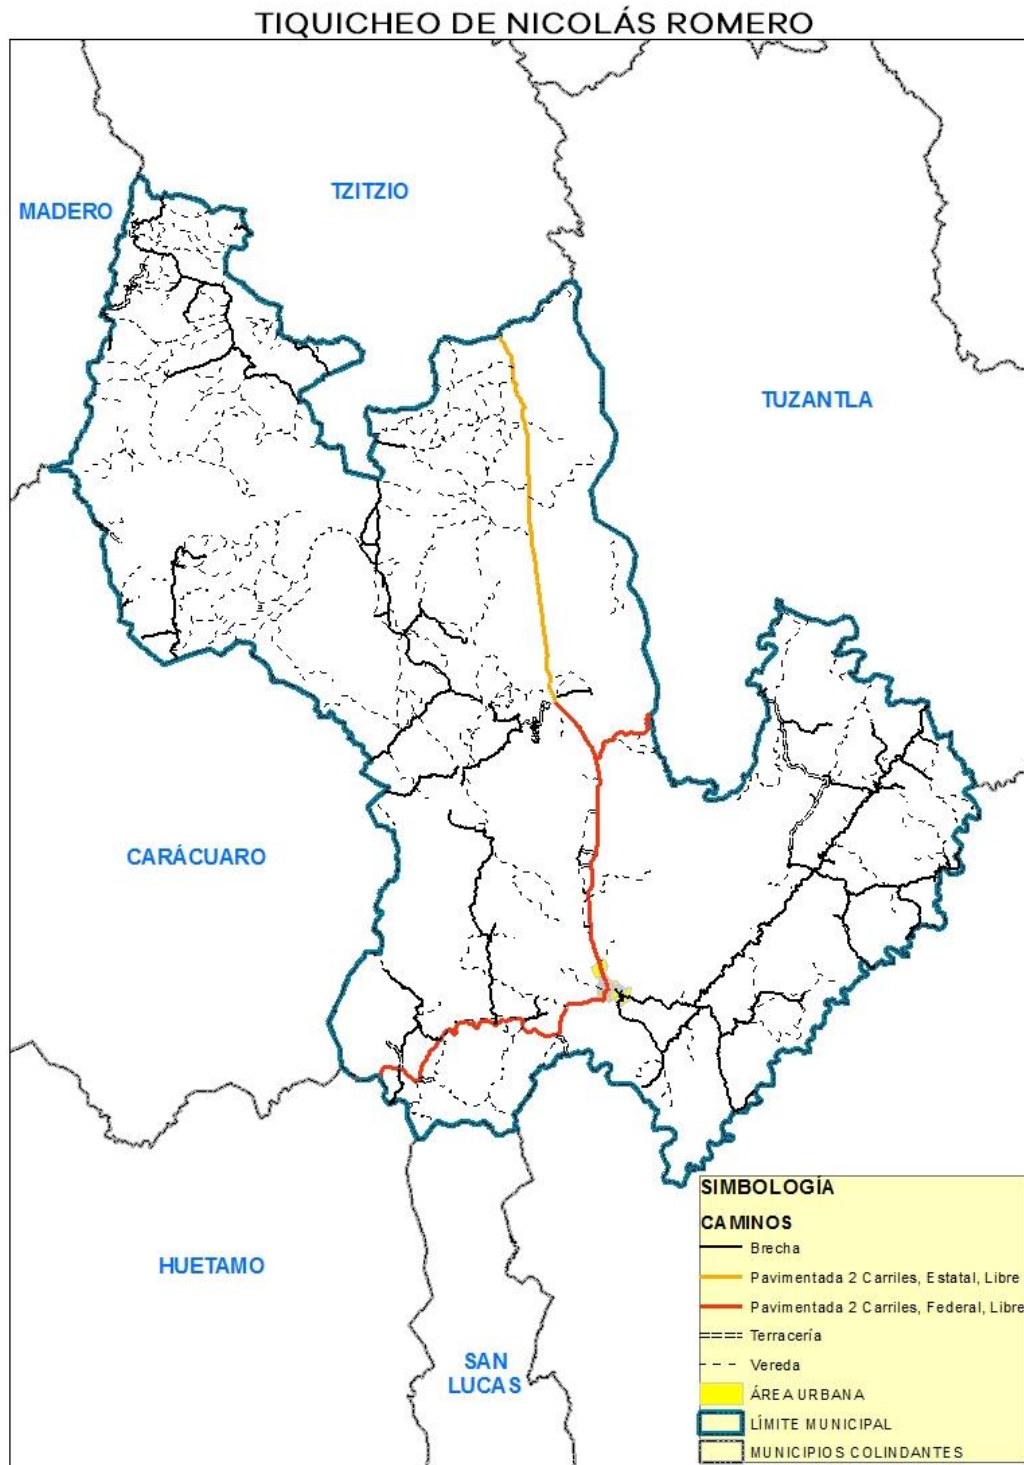 TIQUICHEO DE NICOLÁS ROMERO
TZITZIO
MADERO
TUZANTLA
CARÁCUARO
HUETAMO
SAN
LUCAS
SIMBOLOGÍA
CAMINOS
Brecha
Pavimentada 2 Carriles, Estatal, Libre
Pavimentada 2 Carriles, Federal, Libre
Terracería
Vereda
ÁREA URBANA
LÍMITE MUNICIPAL
MUNICIPIOS COLINDANTES